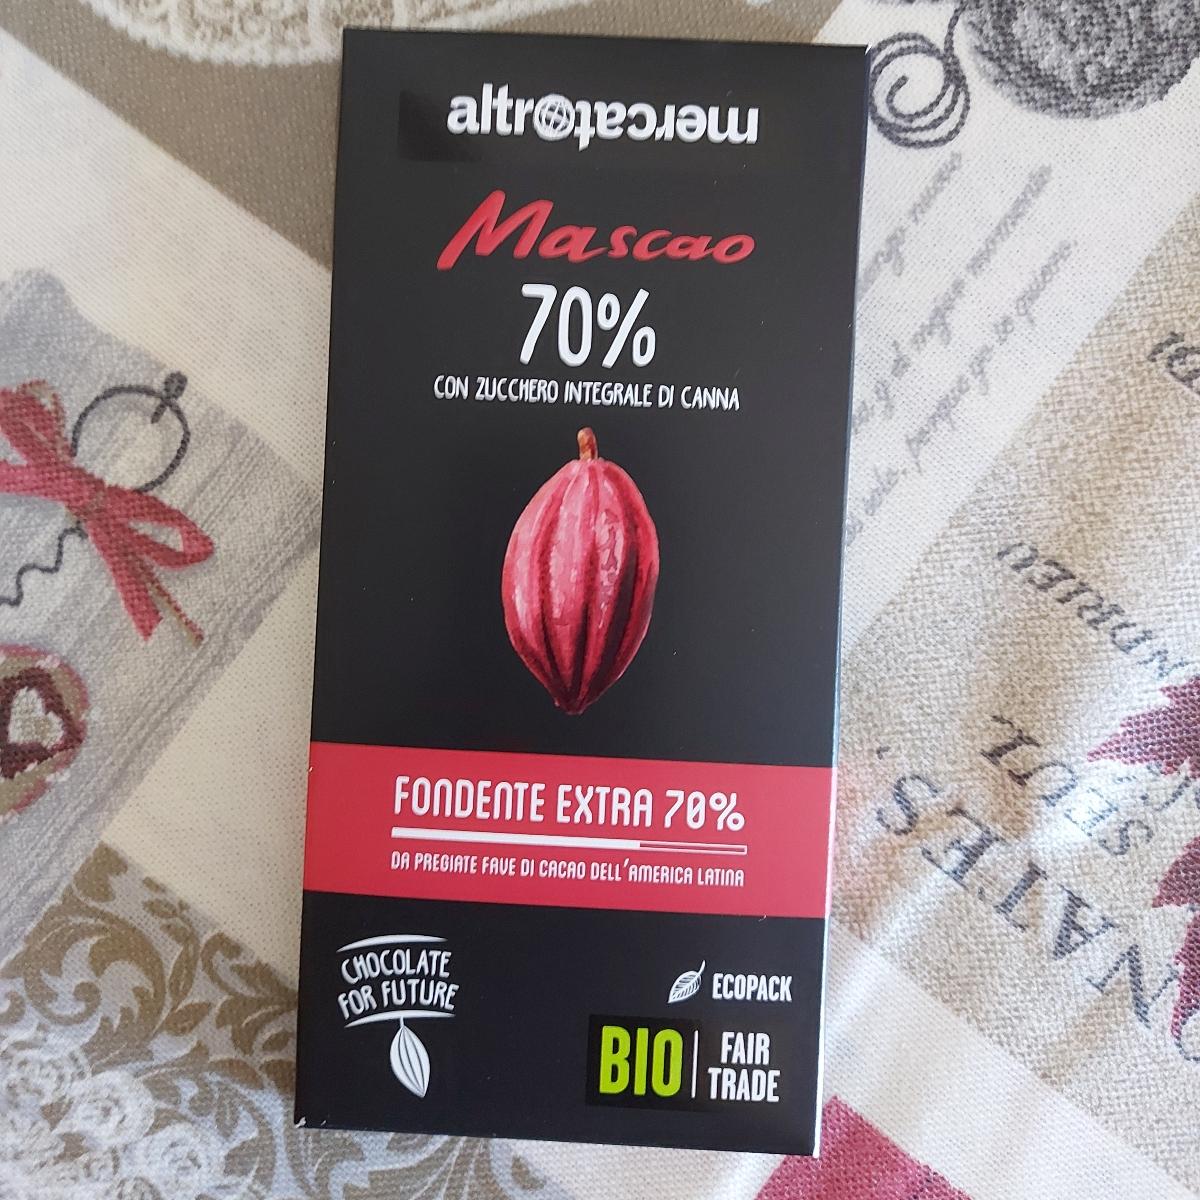 altromercato
Mascao
70%
CON ZUCCHERO INTEGRALE DI CANNA
FONDENTE EXTRA 70%
DA PREGIATE FAVE DI CACAO DELL'AMERICA LATINA
CHOCOLATE
FOR FUTURE
ECOPACK
BIO
FAIR
TRADE